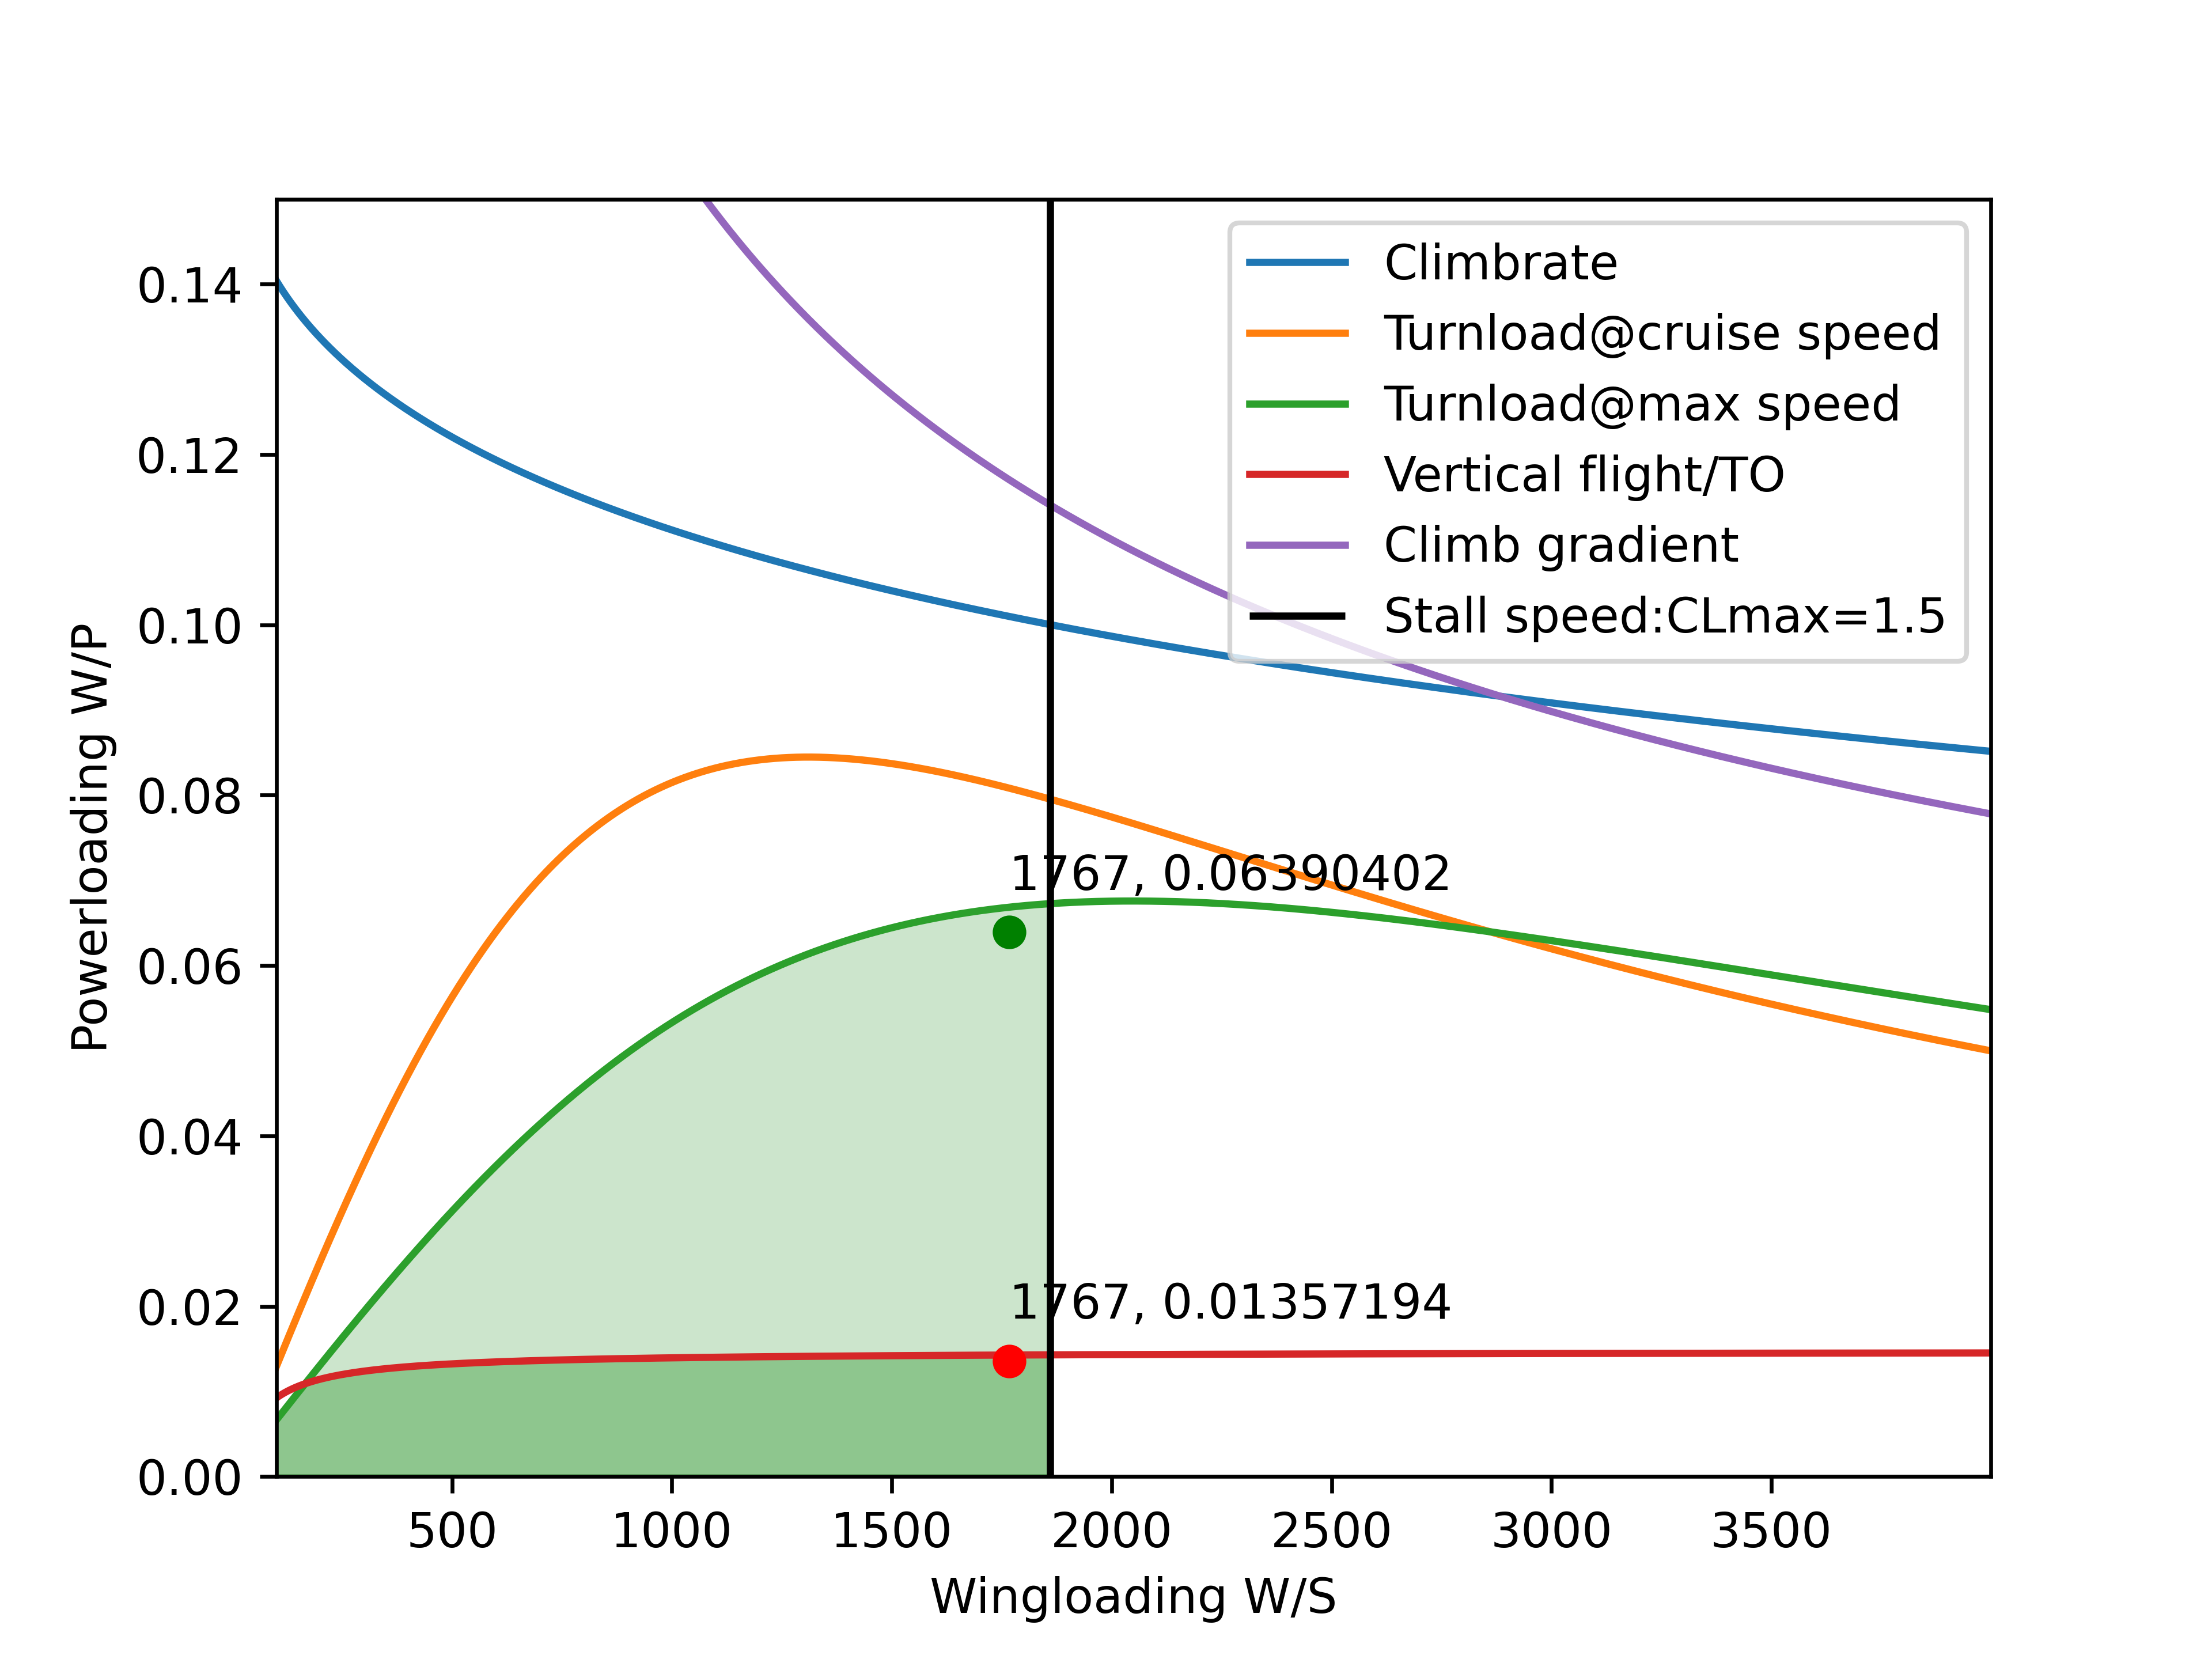 Climbrate
Turnload@cruise speed
Turnload@max speed
Vertical flight/TO
Climb gradient
Stall speed:CLmax=1.5
0.14
0.12
0.10
0.08
0.06
0.04
0.02
0.00
Powerloading W/P
1767, 0.06390402
1767, 0.01357194
500 1000 1500 2000 2500 3000 3500
Wingloading W/S